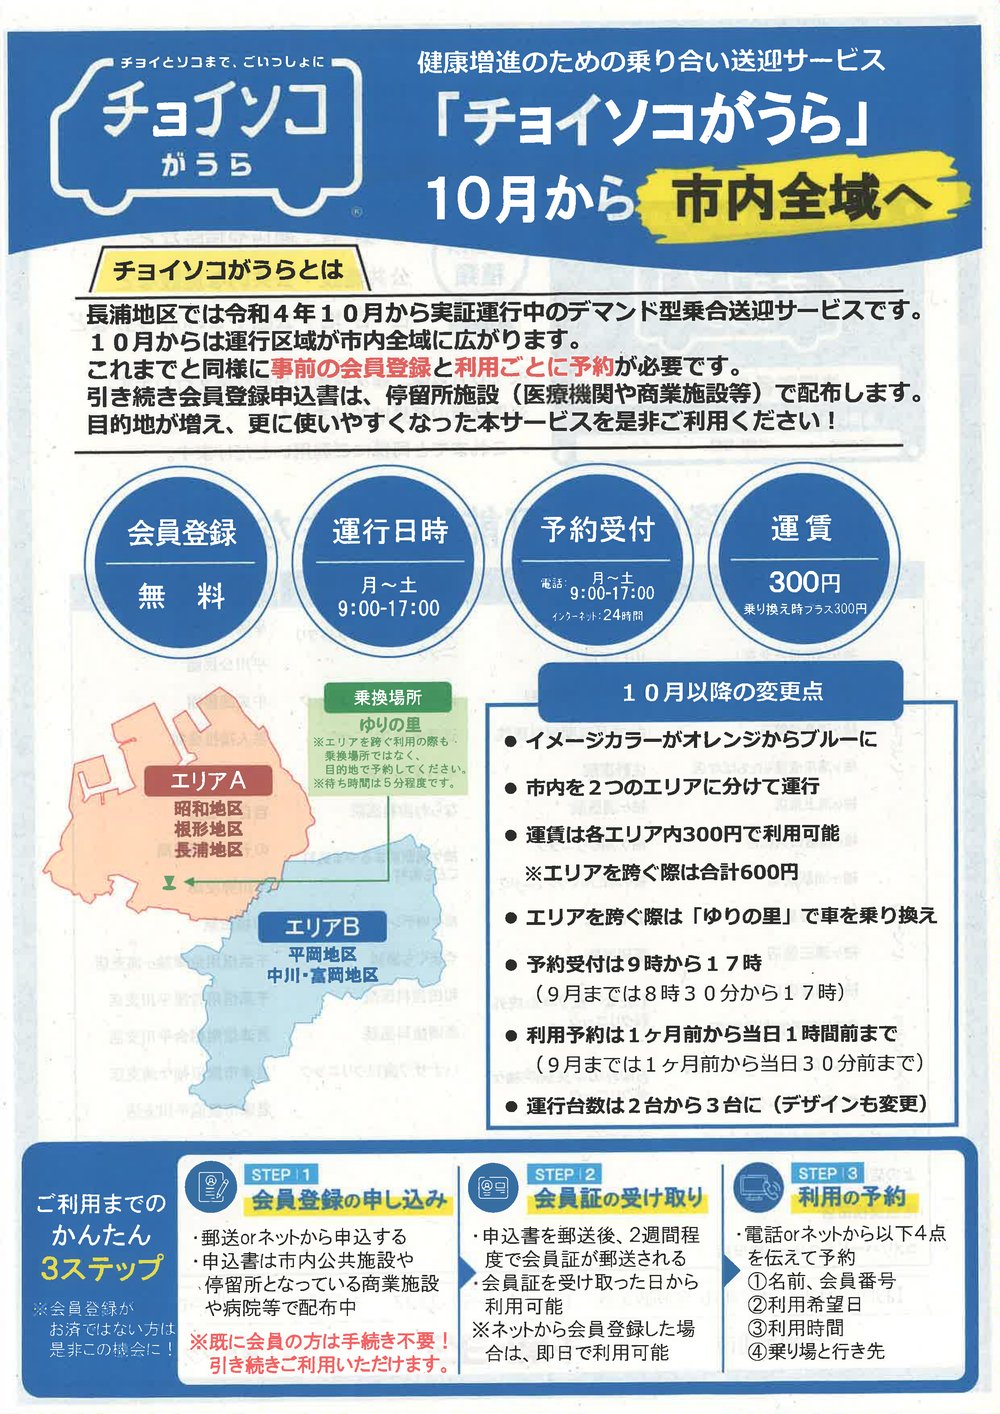 チョイとソコまで、ごいっしょに
チョイソコ
がうら
®
健康増進のための乗り合い送迎サービス
「チョイソコがうら」
10月から 市内全域へ
チョイソコがうらとは
長浦地区では令和４年１０月から実証運行中のデマンド型乗合送迎サービスです。
１０月からは運行区域が市内全域に広がります。
これまでと同様に事前の会員登録と利用ごとに予約が必要です。
引き続き会員登録申込書は、停留所施設（医療機関や商業施設等）で配布します。
目的地が増え、更に使いやすくなった本サービスを是非ご利用ください！
会員登録
無 料
運行日時
月～土
9:00-17:00
予約受付
電話: 月～土
9:00-17:00
インターネット:24時間
運賃
300円
乗り換え時プラス300円
乗換場所
ゆりの里
※エリアを跨ぐ利用の際も
乗換場所ではなく、
目的地で予約してください。
※待ち時間は５分程度です。
エリアA
昭和地区
根形地区
長浦地区
エリアB
平岡地区
中川・富岡地区
１０月以降の変更点
● イメージカラーがオレンジからブルーに
● 市内を２つのエリアに分けて運行
● 運賃は各エリア内300円で利用可能
※エリアを跨ぐ際は合計600円
● エリアを跨ぐ際は「ゆりの里」で車を乗り換え
● 予約受付は９時から１７時
（９月までは８時３０分から１７時）
● 利用予約は１ヶ月前から当日１時間前まで
（９月までは１ヶ月前から当日３０分前まで）
● 運行台数は２台から３台に（デザインも変更）
ご利用までの
かんたん
3ステップ
※会員登録が
お済ではない方は
是非この機会に！
STEP 1
会員登録の申し込み
・郵送orネットから申込する
・申込書は市内公共施設や
停留所となっている商業施設
や病院等で配布中
※既に会員の方は手続き不要！
引き続きご利用いただけます。
STEP 2
会員証の受け取り
・申込書を郵送後、2週間程
度で会員証が郵送される
・会員証を受け取った日から
利用可能
※ネットから会員登録した場
合は、即日で利用可能
STEP 3
利用の予約
・電話orネットから以下４点
を伝えて予約
①名前、会員番号
②利用希望日
③利用時間
④乗り場と行き先